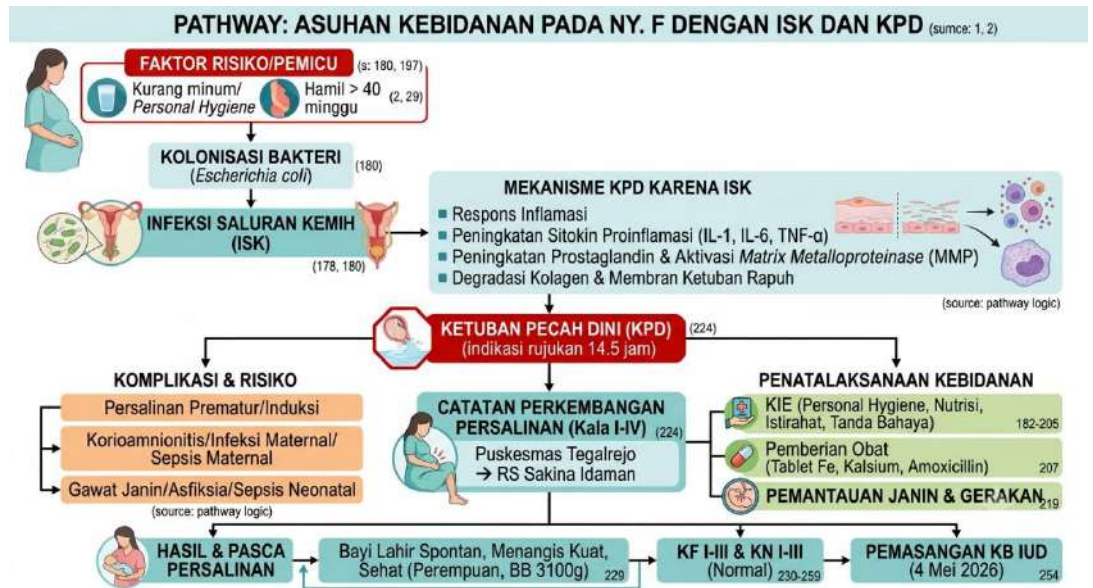 PATHWAY: ASUHAN KEBIDANAN PADA NY. F DENGAN ISK DAN KPD (sumce: 1, 2)
FAKTOR RISIKO/PEMICU (s: 180, 197)
Kurang minum/
Personal Hygiene
Hamil > 40
minggu
(2, 29)
KOLONISASI BAKTERI
(Escherichia coli)
(180)
INFEKSI SALURAN KEMIH
(ISK)
(178, 180)
MEKANISME KPD KARENA ISK
Respons Inflamasi
Peningkatan Sitokin Proinflamasi (IL-1, IL-6, TNF-α)
Peningkatan Prostaglandin & Aktivasi Matrix Metalloproteinase (MMP)
Degradasi Kolagen & Membran Ketuban Rapuh
(source: pathway logic)
KETUBAN PECAH DINI (KPD) (224)
(indikasi rujukan 14.5 jam)
KOMPLIKASI & RISIKO
Persalinan Prematur/Induksi
Korioamnionitis/Infeksi Maternal/
Sepsis Maternal
Gawat Janin/Asfiksia/Sepsis Neonatal
(source: pathway logic)
CATATAN PERKEMBANGAN
PERSALINAN (Kala I-IV) (224)
Puskesmas Tegalrejo
→ RS Sakina Idaman
PENATALAKSANAAN KEBIDANAN
KIE (Personal Hygiene, Nutrisi,
Istirahat, Tanda Bahaya) 182-205
Pemberian Obat
(Tablet Fe, Kalsium, Amoxicillin) 207
PEMANTAUAN JANIN & GERAKAN 219
HASIL & PASCA
PERSALINAN
Bayi Lahir Spontan, Menangis Kuat,
Sehat (Perempuan, BB 3100g) 229
KF I-III & KN I-III
(Normal) 230-259
PEMASANGAN KB IUD
(4 Mei 2026) 254